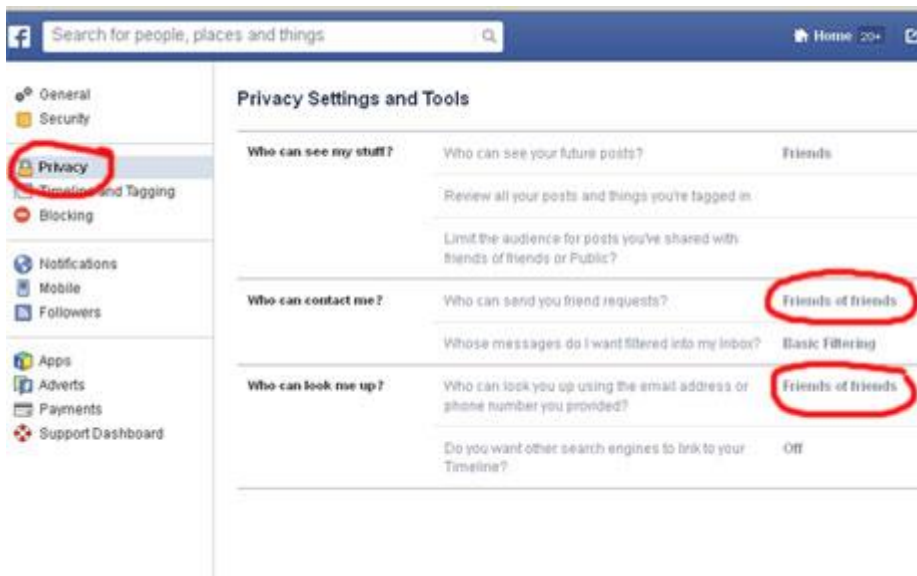 f Search for people, places and things Home 20+
General
Security
Privacy
Timeline and Tagging
Blocking
Notifications
Mobile
Followers
Apps
Adverts
Payments
Support Dashboard
Privacy Settings and Tools
Who can see my stuff? Who can see your future posts? Friends
Review all your posts and things you're tagged in
Limit the audience for posts you've shared with
friends of friends or Public?
Who can contact me? Who can send you friend requests? Friends of friends
Whose messages do I want filtered into my Inbox? Basic Filtering
Who can look me up? Who can look you up using the email address or Friends of friends
phone number you provided?
Do you want other search engines to link to your Off
Timeline?